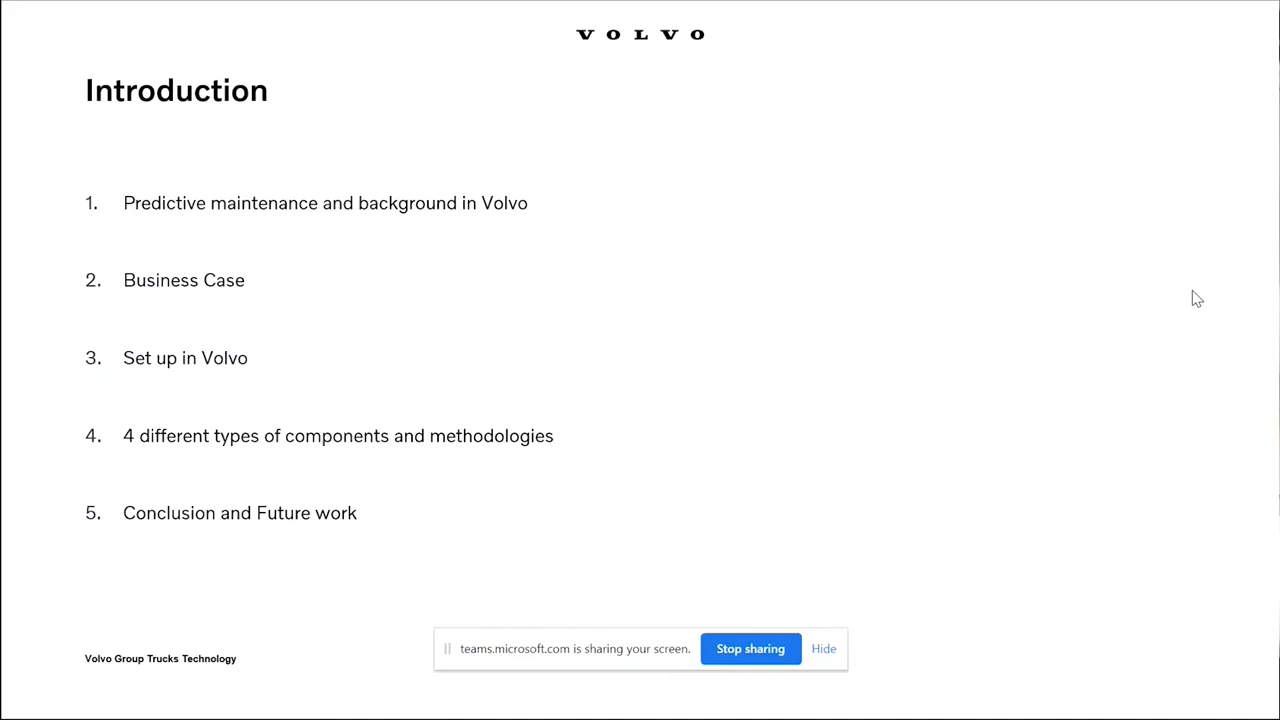 VOLVO
Introduction
1. Predictive maintenance and background in Volvo
2. Business Case
3. Set up in Volvo
4. 4 different types of components and methodologies
5. Conclusion and Future work
teams.microsoft.com is sharing your screen. Stop sharing Hide
Volvo Group Trucks Technology